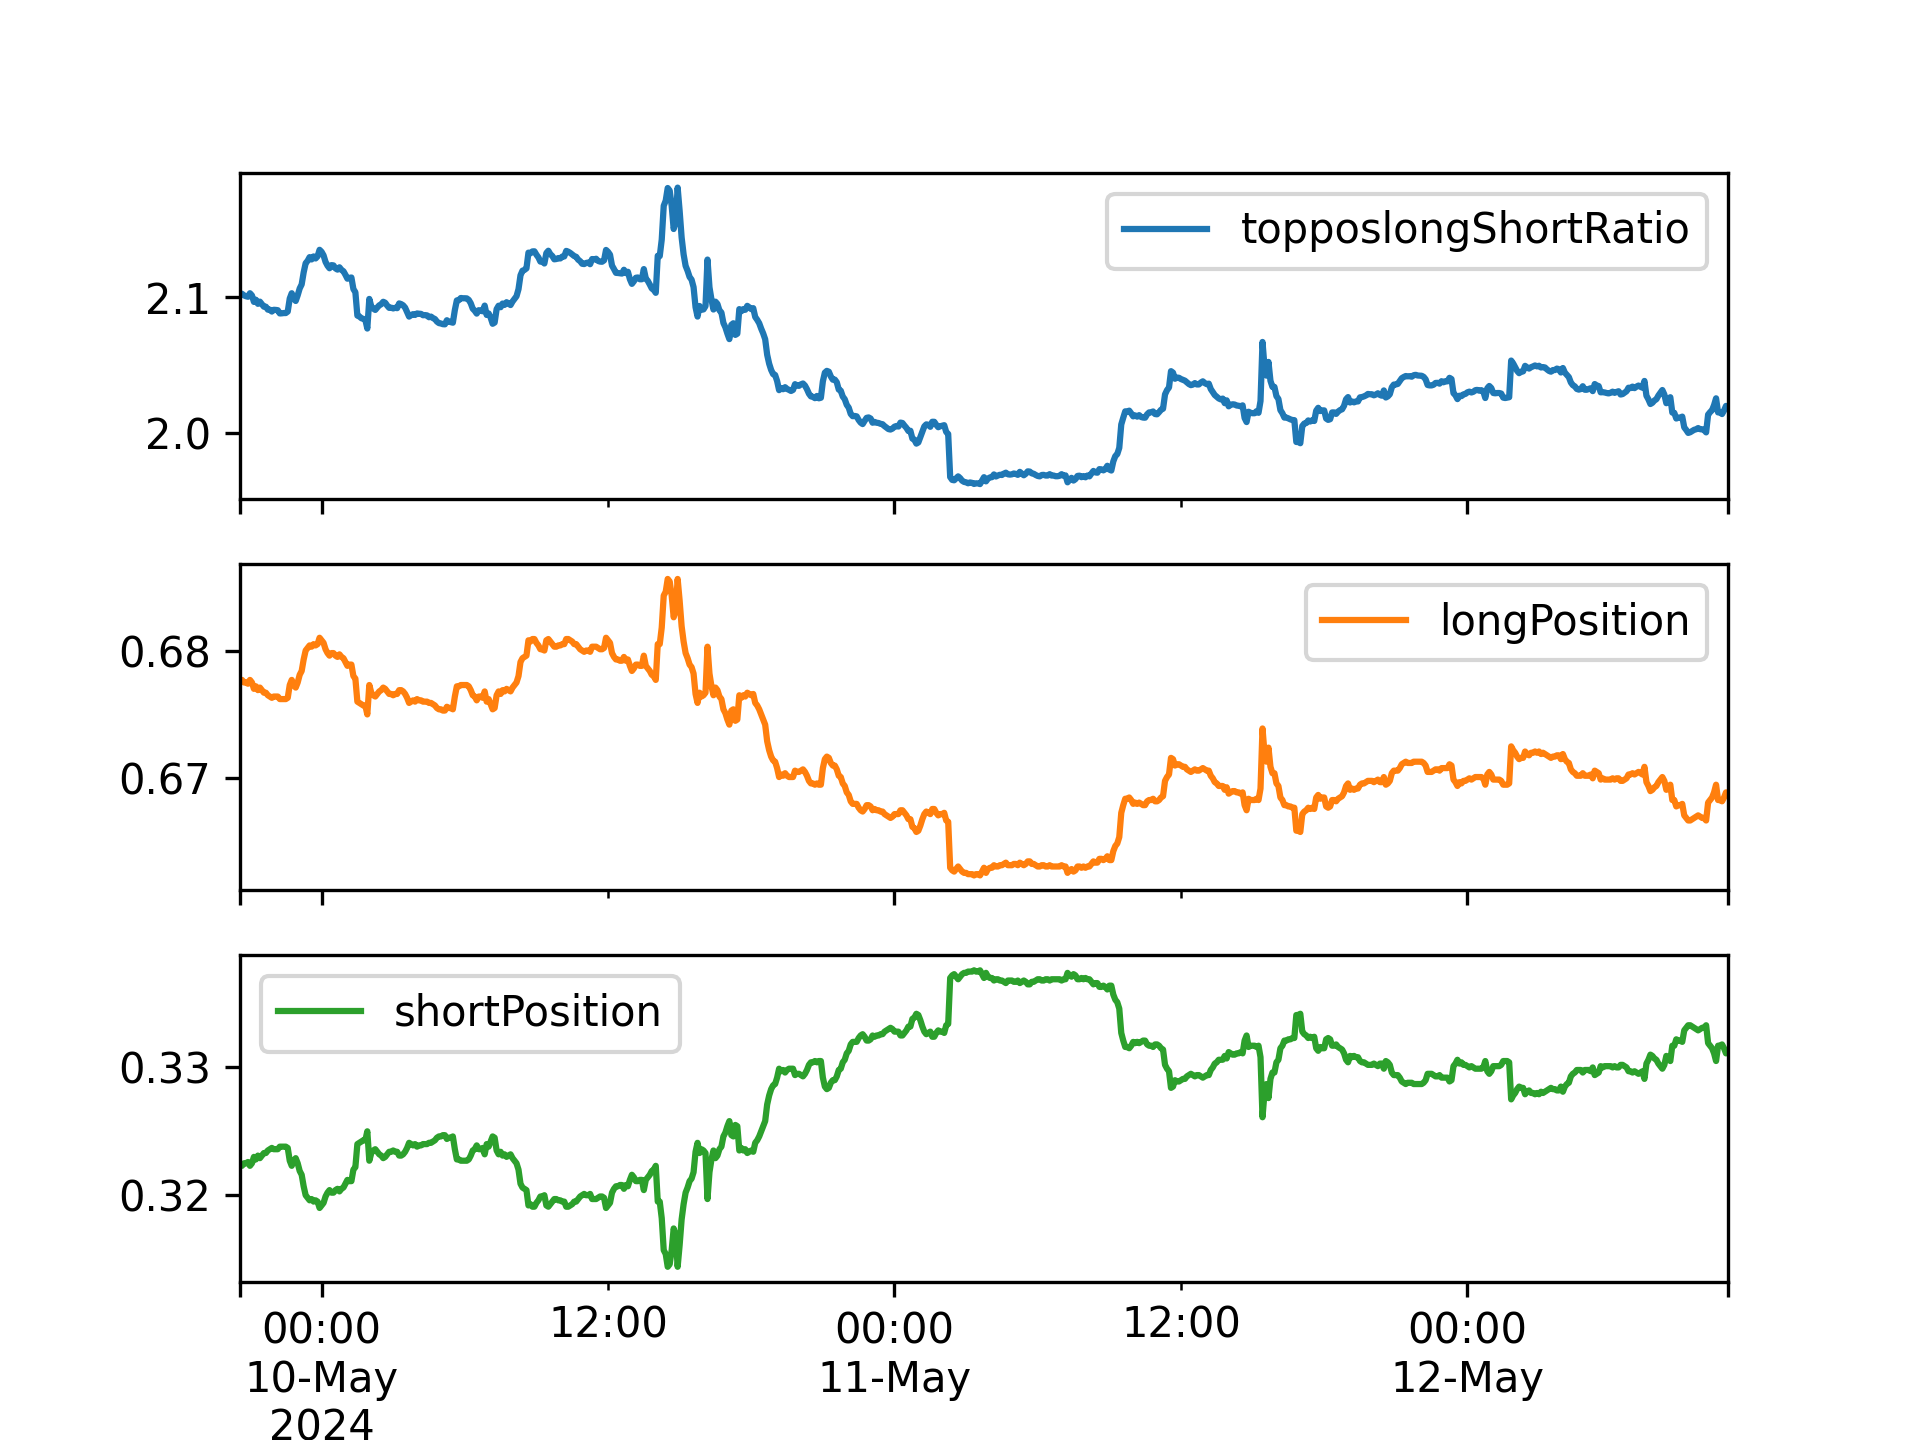 topposlongShortRatio
2.1
2.0
longPosition
0.68
0.67
shortPosition
0.33
0.32
00:00 12:00 00:00 12:00 00:00
10-May 11-May 12-May
2024